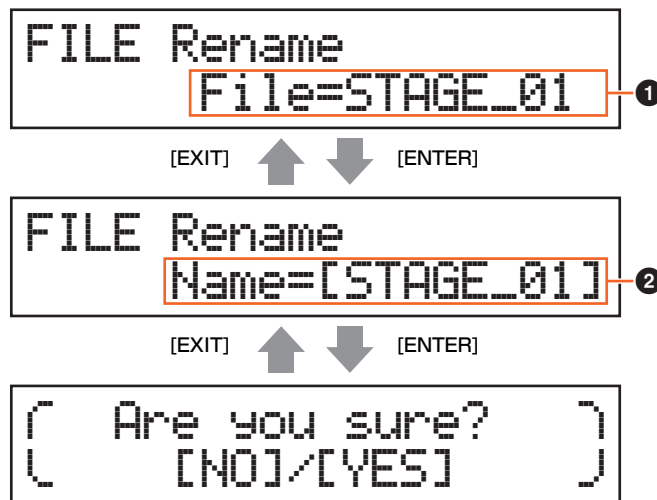 FILE Rename
File=STAGE_01 1
[EXIT] [ENTER]
FILE Rename
Name=[STAGE_01] 2
[EXIT] [ENTER]
Are you sure?
[NO]/[YES]